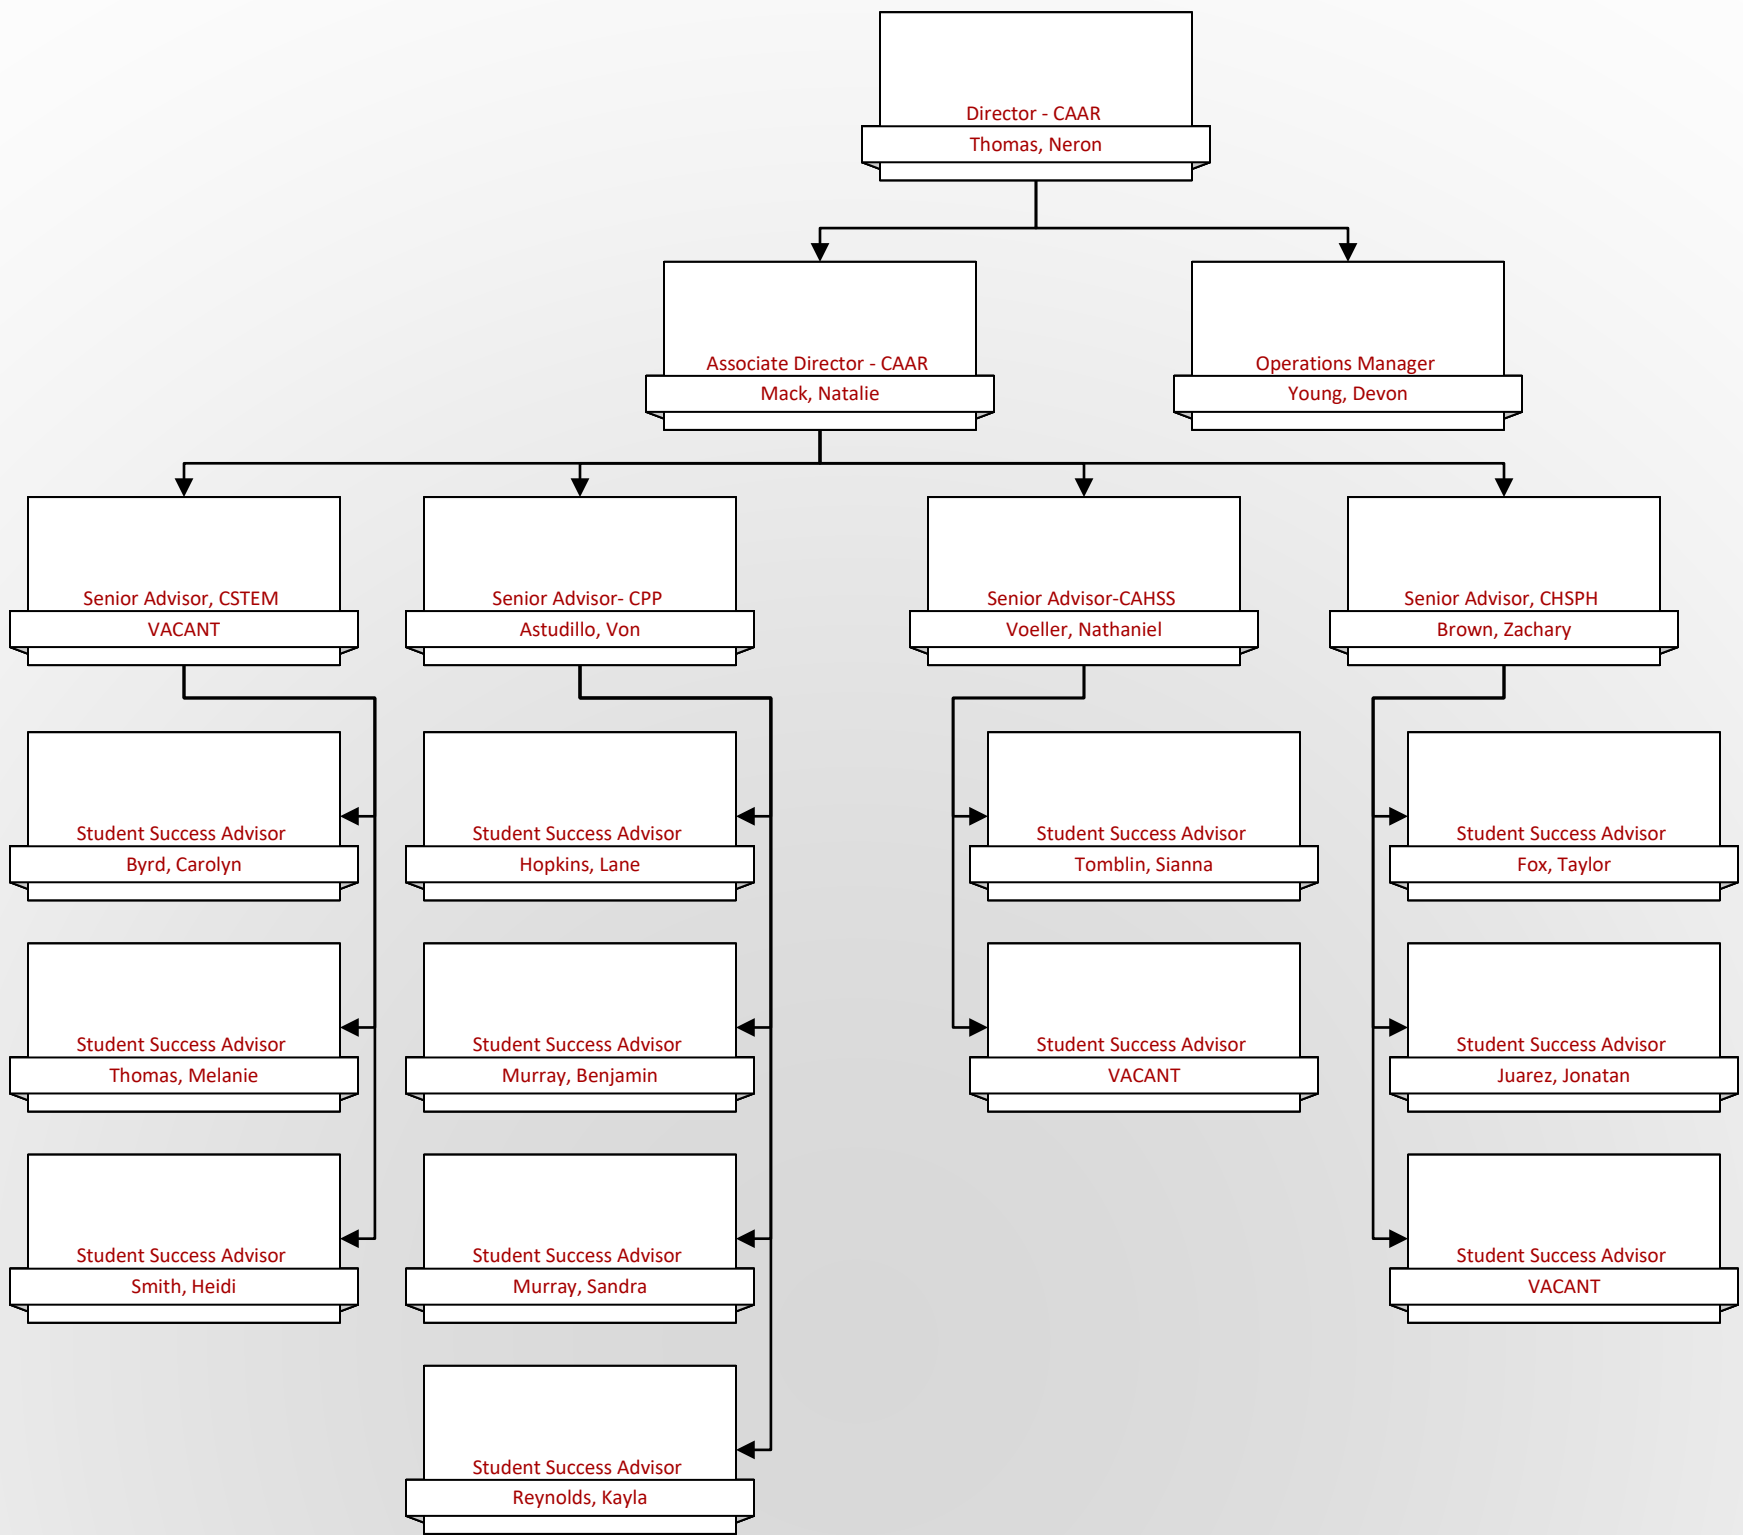 Director - CAAR
Thomas, Neron
Associate Director - CAAR
Mack, Natalie
Operations Manager
Young, Devon
Senior Advisor, CSTEM
VACANT
Senior Advisor- CPP
Astudillo, Von
Senior Advisor-CAHSS
Voeller, Nathaniel
Senior Advisor, CHSPH
Brown, Zachary
Student Success Advisor
Byrd, Carolyn
Student Success Advisor
Hopkins, Lane
Student Success Advisor
Tomblin, Sianna
Student Success Advisor
Fox, Taylor
Student Success Advisor
Thomas, Melanie
Student Success Advisor
Murray, Benjamin
Student Success Advisor
VACANT
Student Success Advisor
Juarez, Jonatan
Student Success Advisor
Smith, Heidi
Student Success Advisor
Murray, Sandra
Student Success Advisor
VACANT
Student Success Advisor
Reynolds, Kayla